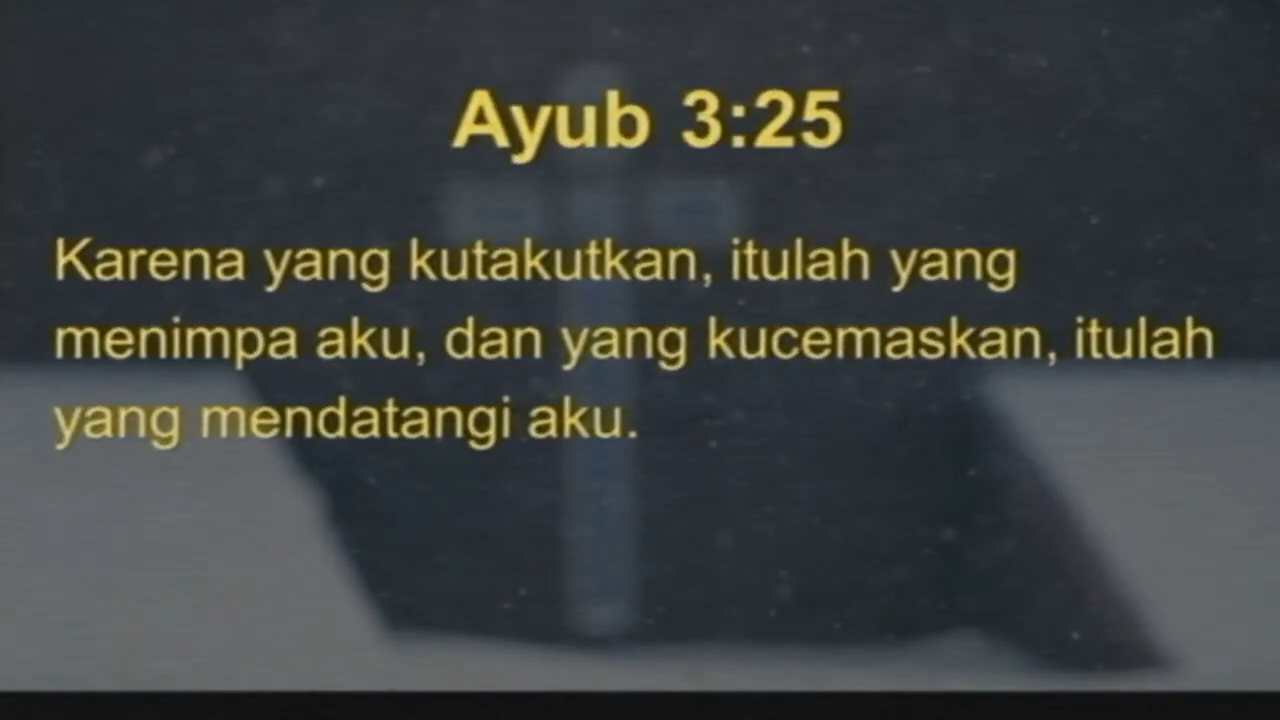 Ayub 3:25
Karena yang kutakutkan, itulah yang
menimpa aku, dan yang kucemaskan, itulah
yang mendatangi aku.